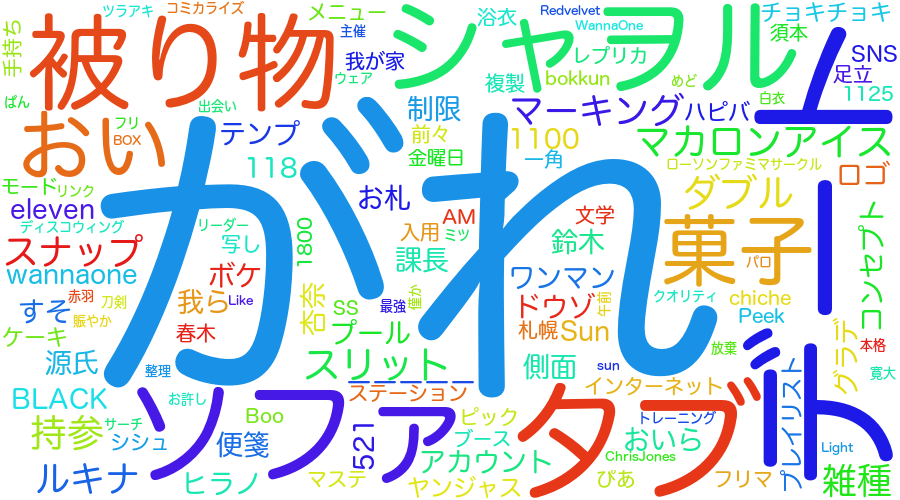 ツラアキ
コミカライズ
メニュー
浴衣
Redvelvet
WannaOne
チョキチョキ
手持ち
被り物
シャヲル
主催
我が家
ウェア
レプリカ
須本
SNS
足立
複製
bokkun
めど
白衣
1125
ぱん
おい
フリ
BOX
出会い
テンプ
制限
前々
マーキング
ハピバ
118
金曜日
1100
一角
マカロンアイス
ローソンファミマサークル
ロゴ
モード
リンク
eleven
お札
がれ
ダブル
ディスコウィング
リーダー
写し
1800
AM
入用
ミツ
文学
鈴木
菓子
パロ
コンセプト
スナップ
wannaone
ボケ
課長
ワンマン
クオリティ
赤羽
刀剣
賑やか
すそ
我ら
Like
杏奈
SS
最強
僅か
ドウゾ
午前
chiche
Peek
春木
プール
札幌
Sun
ケーキ
源氏
整理
スリット
側面
sun
放棄
グラデ
本格
寛大
BLACK
お許し
ステーション
インターネット
プレイリスト
持参
サーチ
シシュ
便箋
Boo
ソファ
521
ピック
ブース
アカウント
タブ
トレーニング
おいら
ChrisJones
Light
ルキナ
ヒラノ
マステ
ヤンジャス
ぴあ
フリマ
雑種